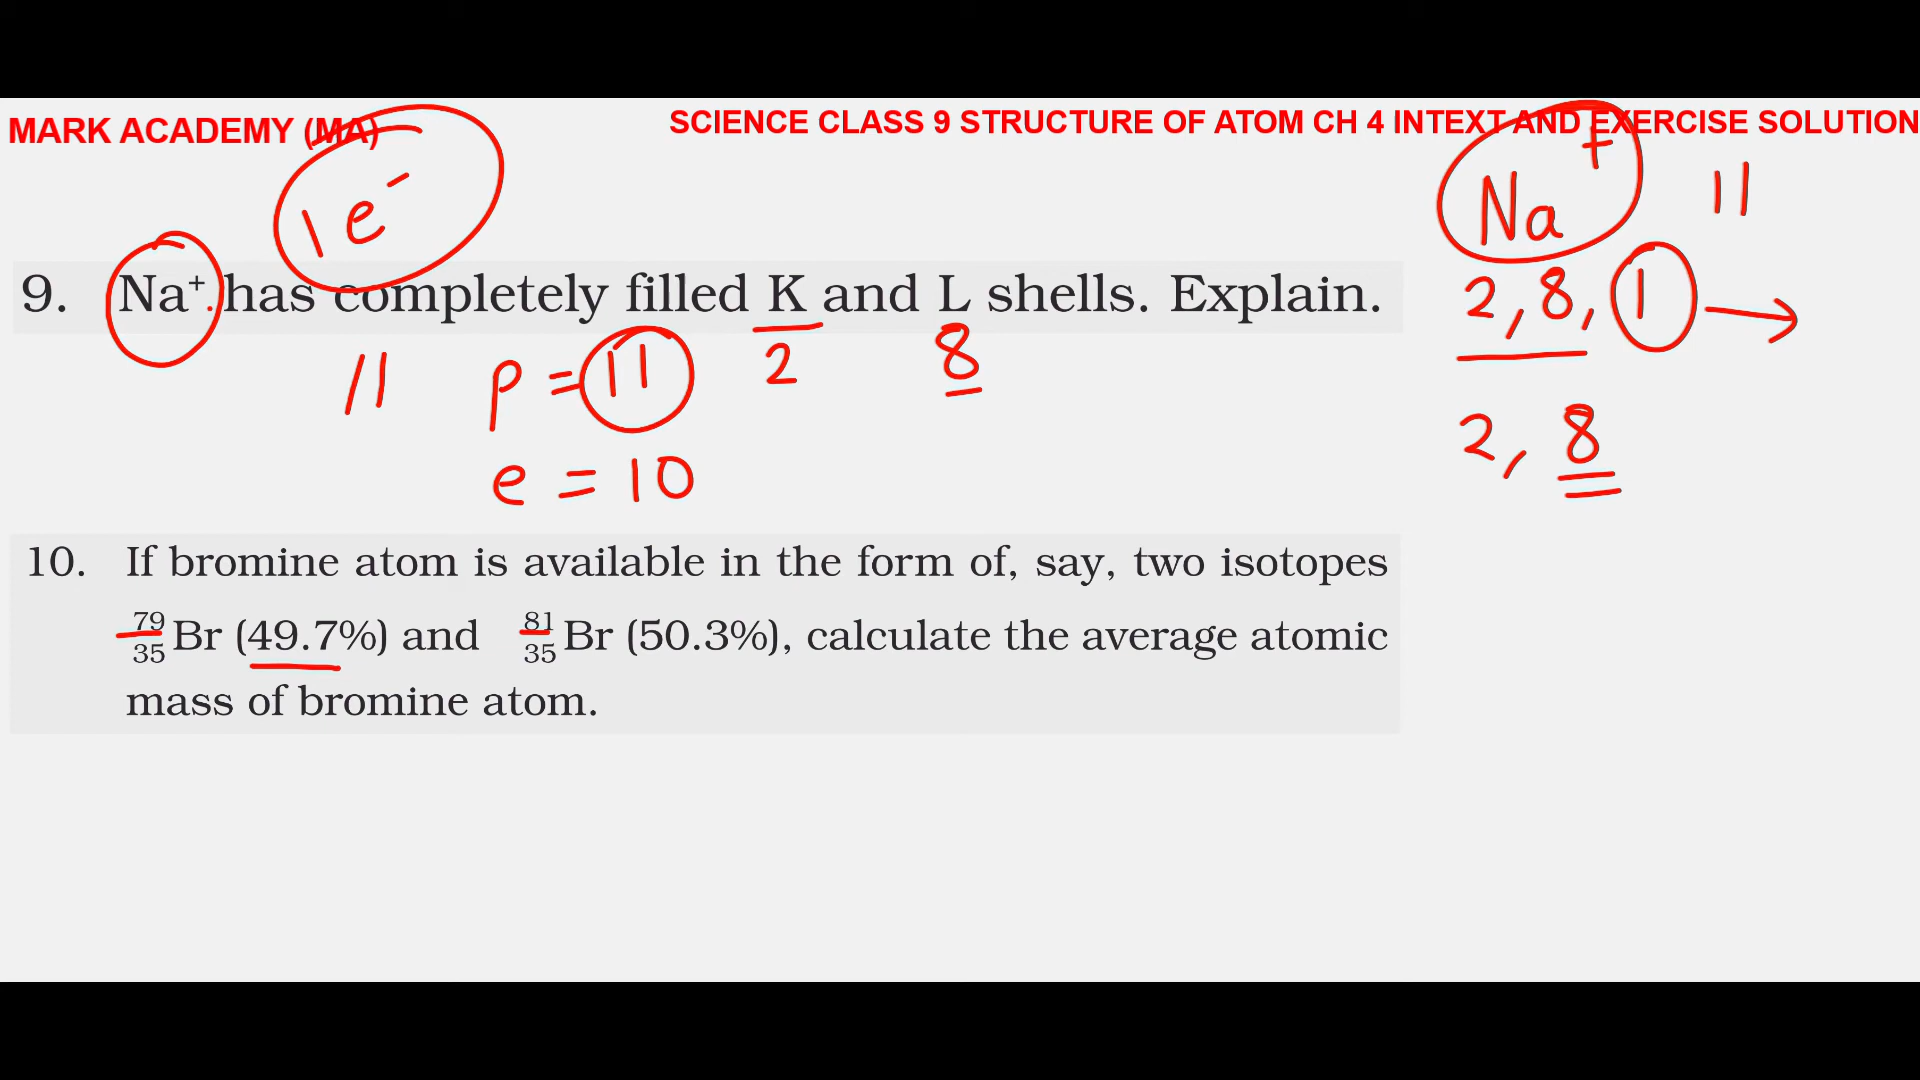 MARK ACADEMY (MA)
SCIENCE CLASS 9 STRUCTURE OF ATOM CH 4 INTEXT AND EXERCISE SOLUTION
1 e⁻
Na⁺ 11
9. Na⁺ has completely filled K and L shells. Explain.
2, 8, 1 →
11 p = 11 2 8
2, 8
e = 10
10. If bromine atom is available in the form of, say, two isotopes
⁷⁹₃₅Br (49.7%) and ⁸¹₃₅Br (50.3%), calculate the average atomic
mass of bromine atom.